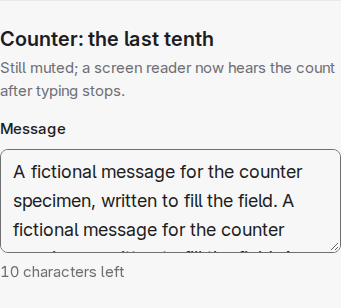 Counter: the last tenth
Still muted; a screen reader now hears the count
after typing stops.
Message
A fictional message for the counter
specimen, written to fill the field. A
fictional message for the counter
10 characters left